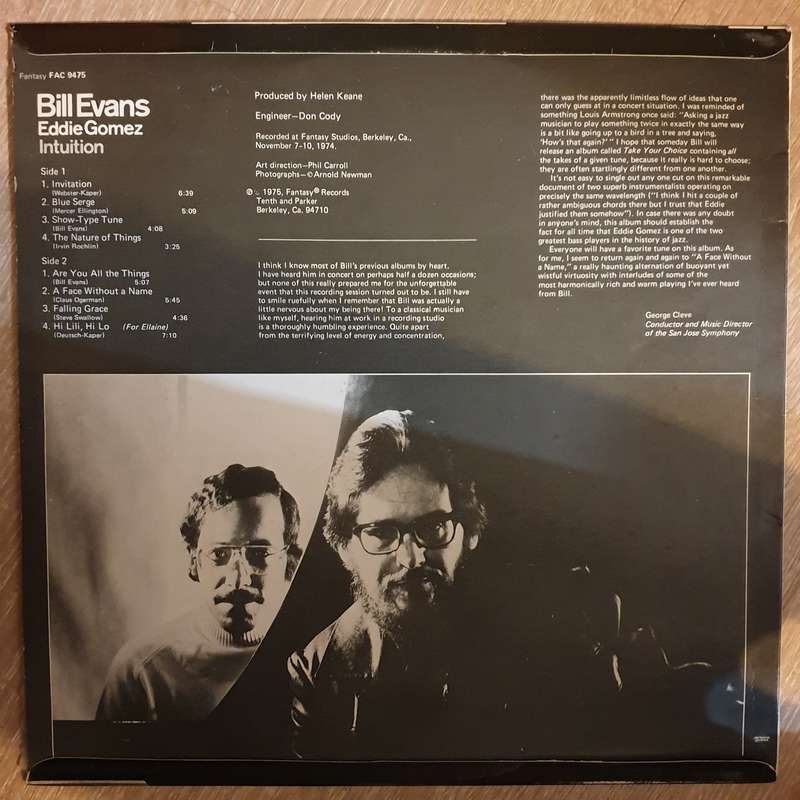 Fantasy FAC 9475
Bill Evans
Eddie Gomez
Intuition
Side 1
1. Invitation
(Webster-Kaper) 6:39
2. Blue Serge
(Mercer Ellington) 5:09
3. Show-Type Tune
(Bill Evans) 4:08
4. The Nature of Things
(Irvin Rochlin) 3:25
Side 2
1. Are You All the Things
(Bill Evans) 5:07
2. A Face Without a Name
(Claus Ogerman) 5:45
3. Falling Grace
(Steve Swallow) 4:36
4. Hi Lili, Hi Lo (For Ellaine)
(Deutsch-Kaper) 7:10
Produced by Helen Keane
Engineer—Don Cody
Recorded at Fantasy Studios, Berkeley, Ca.,
November 7-10, 1974.
Art direction—Phil Carroll
Photographs—© Arnold Newman
℗ © 1975, Fantasy® Records
Tenth and Parker
Berkeley, Ca. 94710
I think I know most of Bill's previous albums by heart.
I have heard him in concert on perhaps half a dozen occasions;
but none of this really prepared me for the unforgettable
event that this recording session turned out to be. I still have
to smile ruefully when I remember that Bill was actually a
little nervous about my being there! To a classical musician
like myself, hearing him at work in a recording studio
is a thoroughly humbling experience. Quite apart
from the terrifying level of energy and concentration,
there was the apparently limitless flow of ideas that one
can only guess at in a concert situation. I was reminded of
something Louis Armstrong once said: "Asking a jazz
musician to play something twice in exactly the same way
is a bit like going up to a bird in a tree and saying,
'How's that again?' " I hope that someday Bill will
release an album called Take Your Choice containing all
the takes of a given tune, because it really is hard to choose;
they are often startlingly different from one another.
It's not easy to single out any one cut on this remarkable
document of two superb instrumentalists operating on
precisely the same wavelength ("I think I hit a couple of
rather ambiguous chords there but I trust that Eddie
justified them somehow"). In case there was any doubt
in anyone's mind, this album should establish the
fact for all time that Eddie Gomez is one of the two
greatest bass players in the history of jazz.
Everyone will have a favorite tune on this album. As
for me, I seem to return again and again to "A Face Without
a Name," a really haunting alternation of buoyant yet
wistful virtuosity with interludes of some of the
most harmonically rich and warm playing I've ever heard
from Bill.
George Cleve
Conductor and Music Director
of the San Jose Symphony